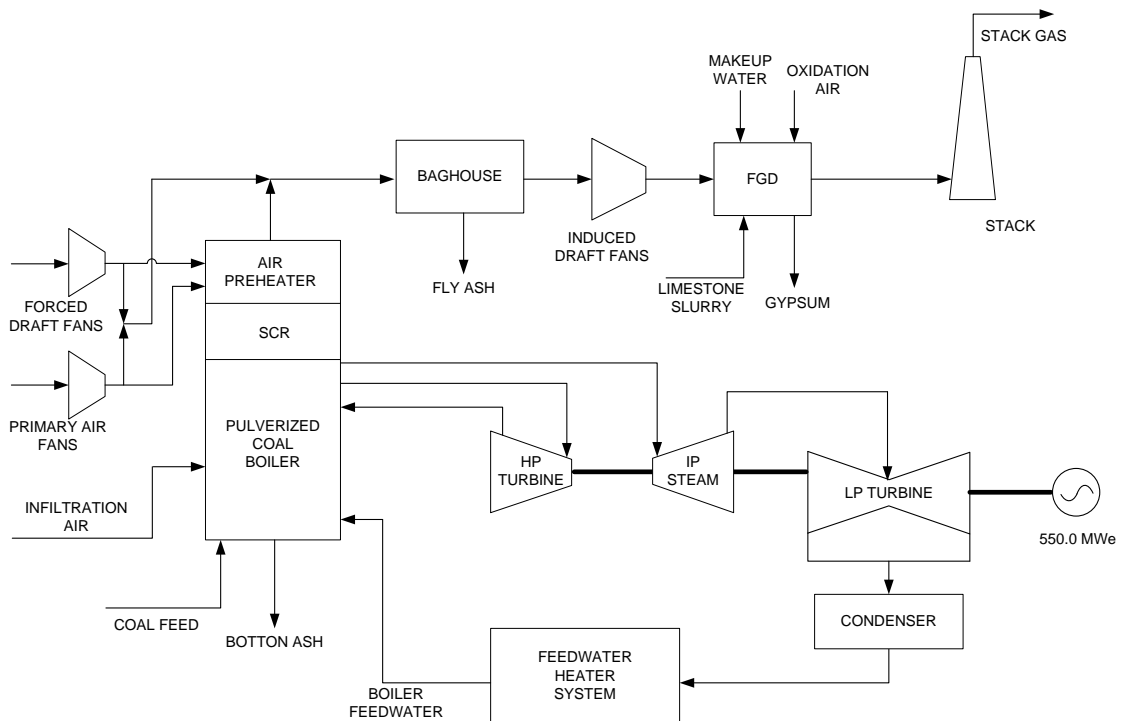 STACK GAS
MAKEUP
WATER
OXIDATION
AIR
BAGHOUSE
FGD
STACK
INDUCED
DRAFT FANS
AIR
PREHEATER
FLY ASH
LIMESTONE
SLURRY
GYPSUM
FORCED
DRAFT FANS
SCR
PRIMARY AIR
FANS
PULVERIZED
COAL
BOILER
HP
TURBINE
IP
STEAM
LP TURBINE
INFILTRATION
AIR
550.0 MWe
COAL FEED
BOTTON ASH
CONDENSER
FEEDWATER
HEATER
SYSTEM
BOILER
FEEDWATER